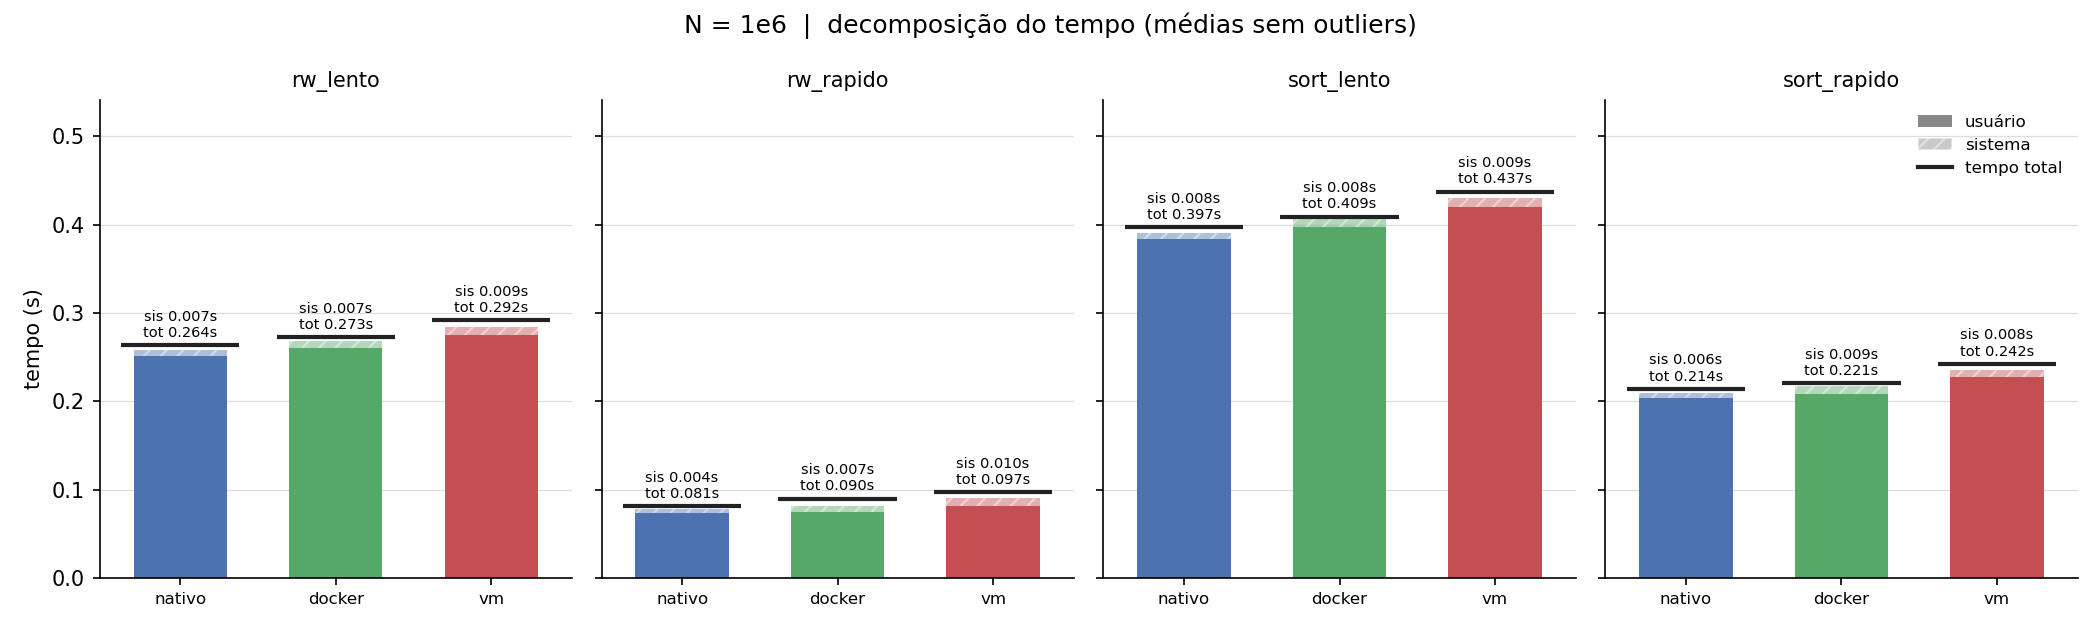 N = 1e6 | decomposição do tempo (médias sem outliers)
tempo (s)
0.5
0.4
0.3
0.2
0.1
0.0
rw_lento
sis 0.007s
tot 0.264s
sis 0.007s
tot 0.273s
sis 0.009s
tot 0.292s
nativo
docker
vm
rw_rapido
sis 0.004s
tot 0.081s
sis 0.007s
tot 0.090s
sis 0.010s
tot 0.097s
nativo
docker
vm
sort_lento
sis 0.008s
tot 0.397s
sis 0.008s
tot 0.409s
sis 0.009s
tot 0.437s
nativo
docker
vm
sort_rapido
usuário
sistema
tempo total
sis 0.006s
tot 0.214s
sis 0.009s
tot 0.221s
sis 0.008s
tot 0.242s
nativo
docker
vm